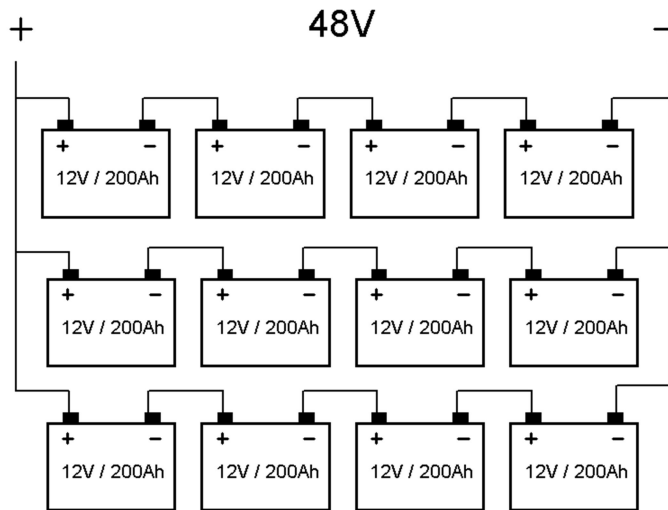 + 48V −
+ − + − + − + −
12V / 200Ah 12V / 200Ah 12V / 200Ah 12V / 200Ah
+ − + − + − + −
12V / 200Ah 12V / 200Ah 12V / 200Ah 12V / 200Ah
+ − + − + − + −
12V / 200Ah 12V / 200Ah 12V / 200Ah 12V / 200Ah